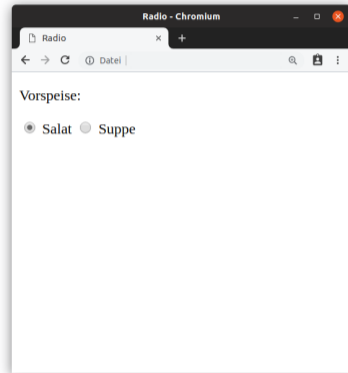 Radio - Chromium
Radio
Datei
Vorspeise:
Salat Suppe